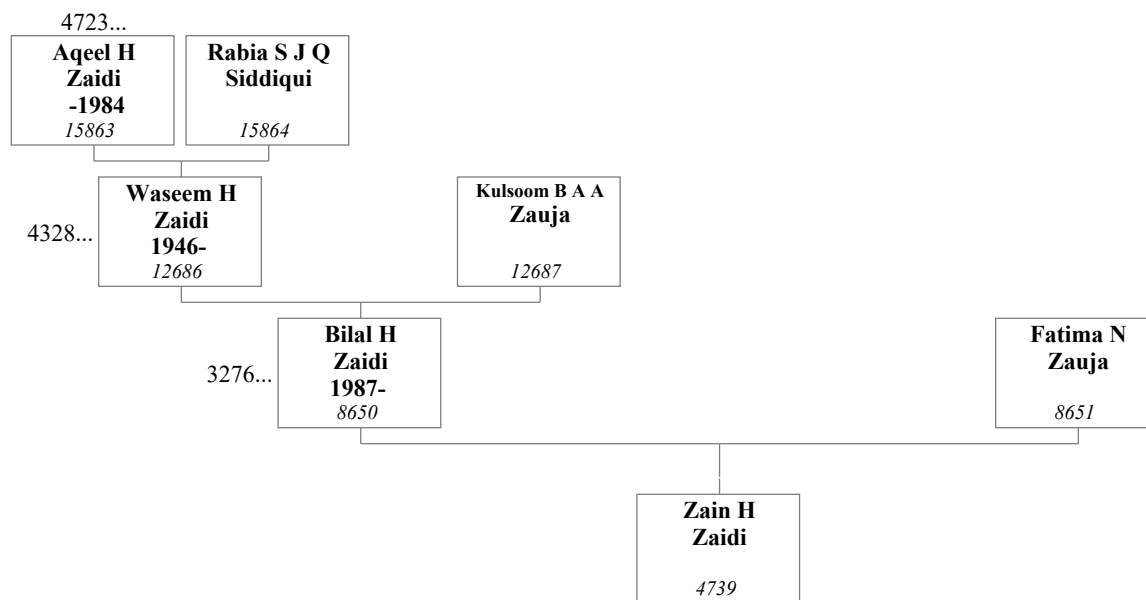 4723...
Aqeel H
Zaidi
-1984
15863
Rabia S J Q
Siddiqui
15864
4328...
Waseem H
Zaidi
1946-
12686
Kulsoom B A A
Zauja
12687
3276...
Bilal H
Zaidi
1987-
8650
Fatima N
Zauja
8651
Zain H
Zaidi
4739